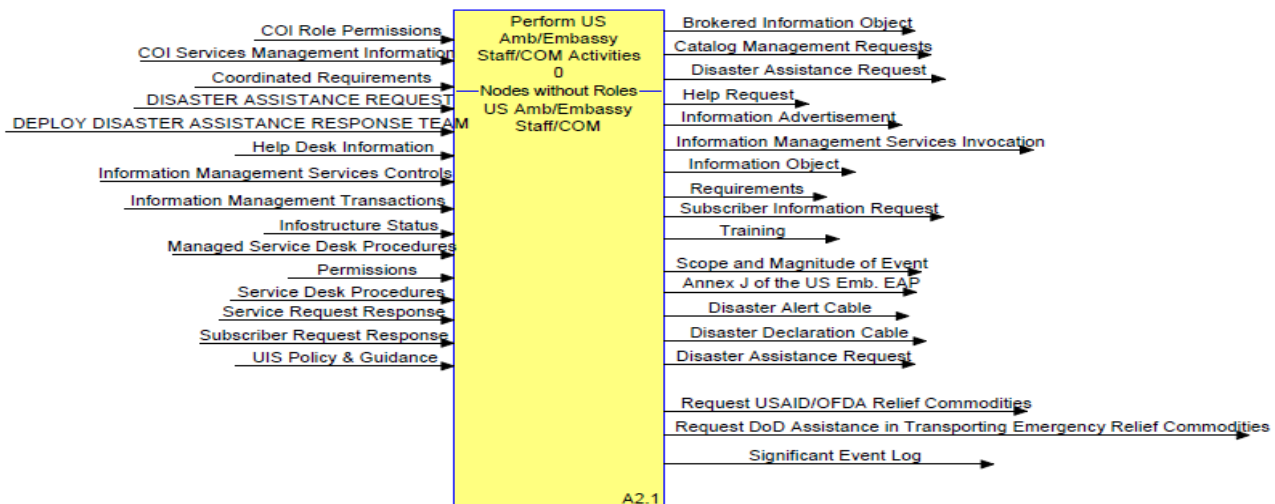 COI Role Permissions
COI Services Management Information
Coordinated Requirements
DISASTER ASSISTANCE REQUEST
DEPLOY DISASTER ASSISTANCE RESPONSE TEAM
Help Desk Information
Information Management Services Controls
Information Management Transactions
Infostructure Status
Managed Service Desk Procedures
Permissions
Service Desk Procedures
Service Request Response
Subscriber Request Response
UIS Policy & Guidance
Perform US
Amb/Embassy
Staff/COM Activities
0
Nodes without Roles
US Amb/Embassy
Staff/COM
A2.1
Brokered Information Object
Catalog Management Requests
Disaster Assistance Request
Help Request
Information Advertisement
Information Management Services Invocation
Information Object
Requirements
Subscriber Information Request
Training
Scope and Magnitude of Event
Annex J of the US Emb. EAP
Disaster Alert Cable
Disaster Declaration Cable
Disaster Assistance Request
Request USAID/OFDA Relief Commodities
Request DoD Assistance in Transporting Emergency Relief Commodities
Significant Event Log